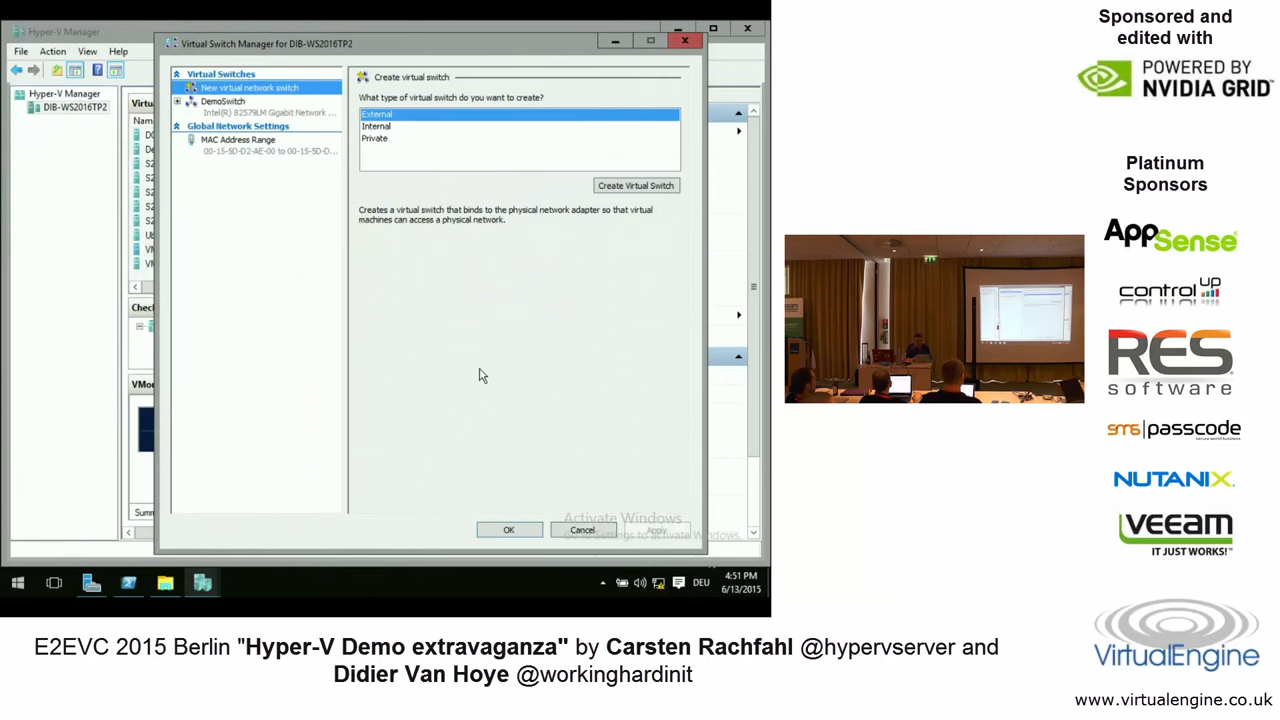 Hyper-V Manager
File Action View Help
Hyper-V Manager
DIB-WS2016TP2
Virtual Switch Manager for DIB-WS2016TP2
Virtual Switches
New virtual network switch
DemoSwitch
Intel(R) 82579LM Gigabit Network ...
Global Network Settings
MAC Address Range
00-15-5D-D2-AE-00 to 00-15-5D-D...
Create virtual switch
What type of virtual switch do you want to create?
External
Internal
Private
Create Virtual Switch
Creates a virtual switch that binds to the physical network adapter so that virtual
machines can access a physical network.
Activate Windows
Go to Settings to activate Windows.
OK Cancel Apply
DEU
4:51 PM
6/13/2015
Sponsored and
edited with
POWERED BY
NVIDIA GRID
Platinum
Sponsors
AppSense
control UP
RES
software
sms|passcode
NUTANIX
VEEAM
IT JUST WORKS!
VirtualEngine
www.virtualengine.co.uk
E2EVC 2015 Berlin "Hyper-V Demo extravaganza" by Carsten Rachfahl @hypervserver and
Didier Van Hoye @workinghardinit